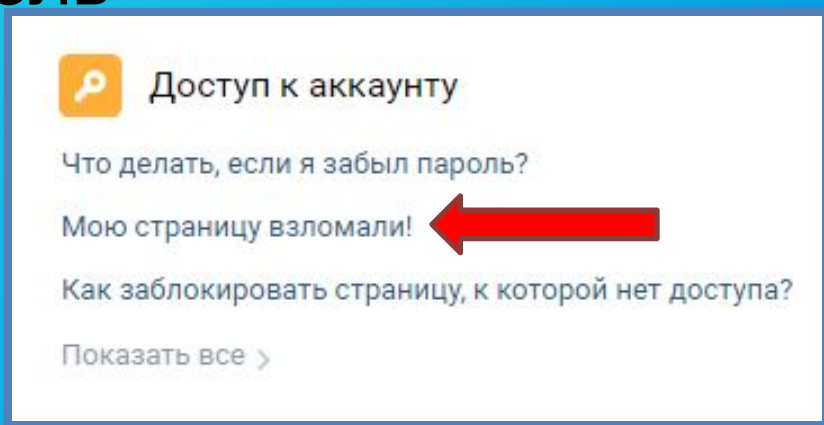 Доступ к аккаунту
Что делать, если я забыл пароль?
Мою страницу взломали!
Как заблокировать страницу, к которой нет доступа?
Показать все >